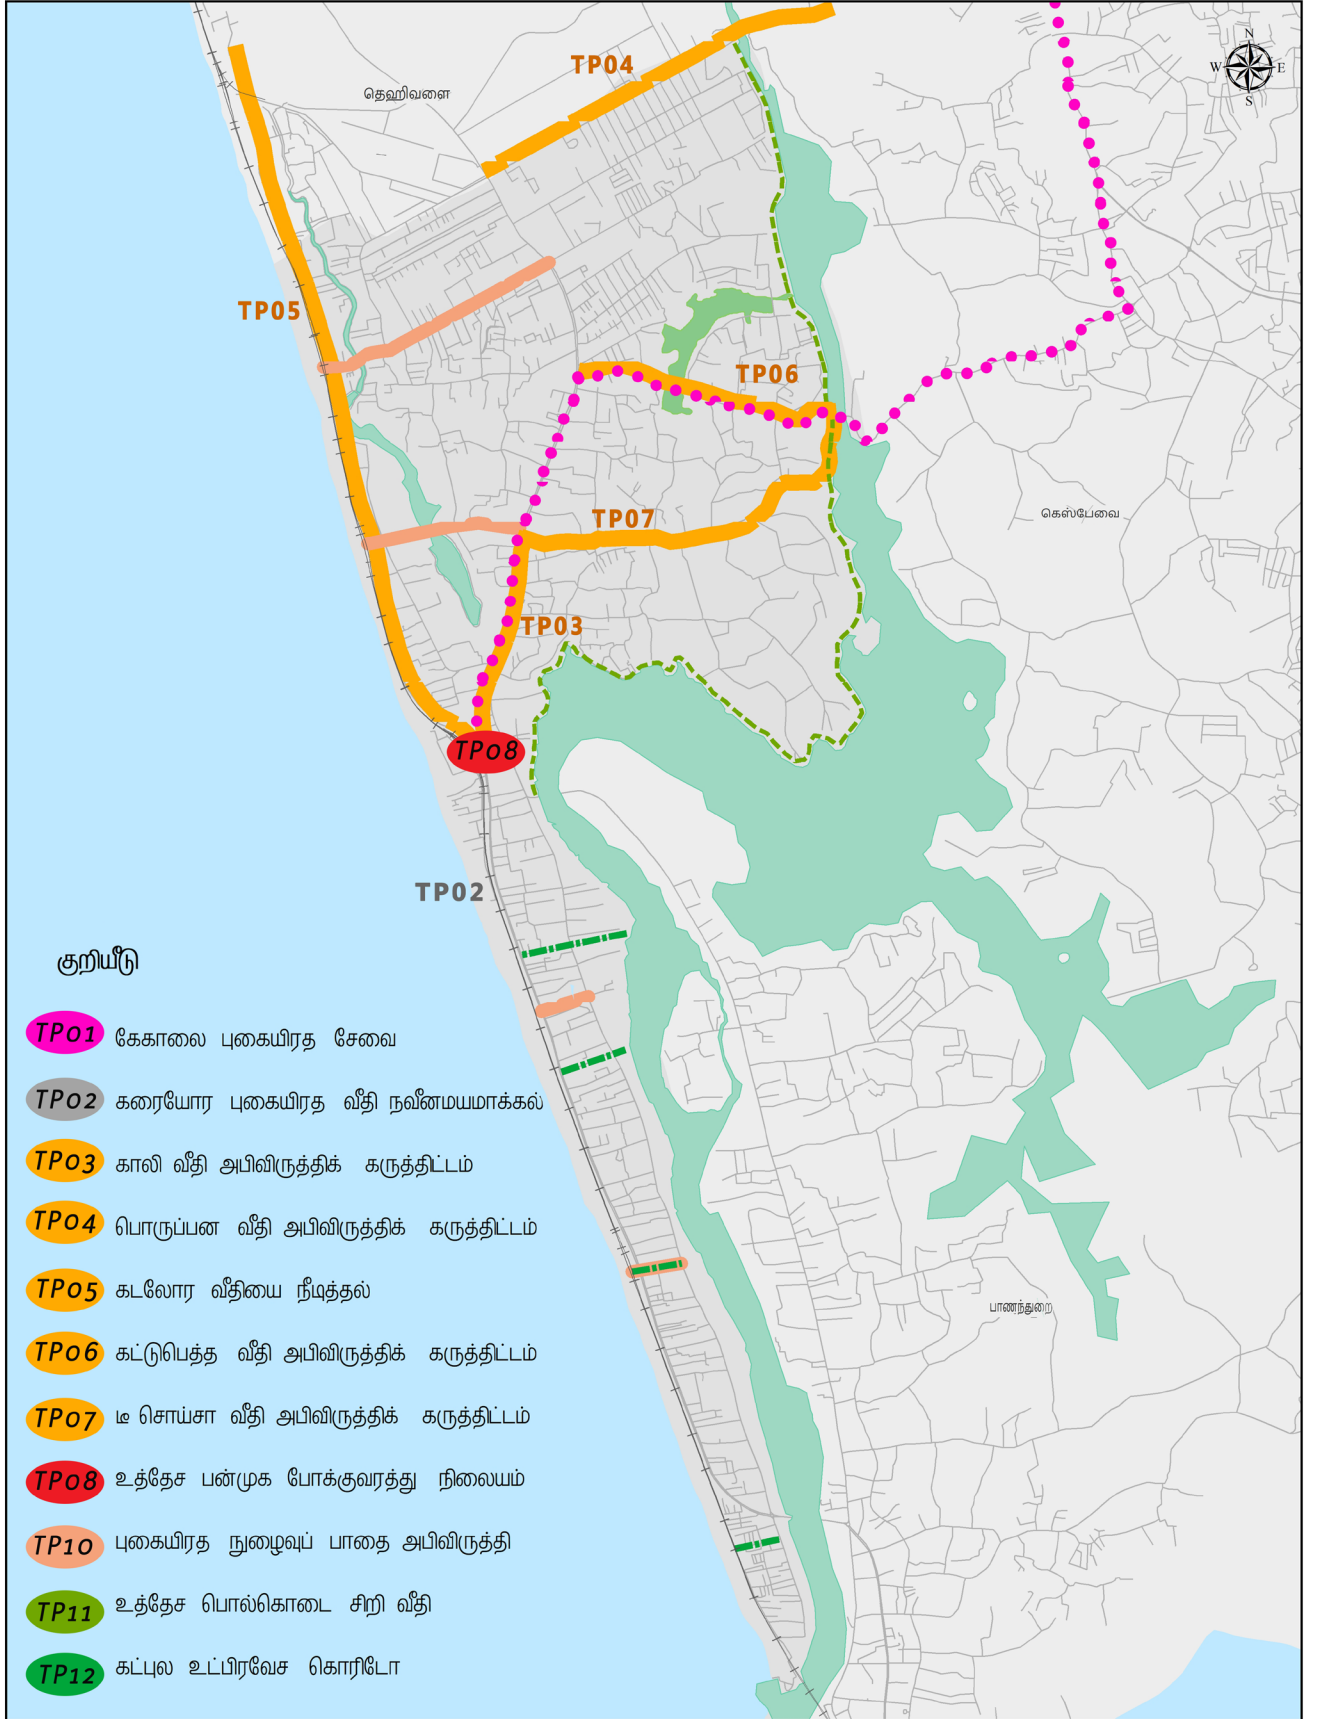 N
W E
S
TP04
தெஹிவளை
TP05
TP06
கெஸ்பேவை
TP07
TP03
TP08
TP02
குறியீடு
TP01 கேகாலை புகையிரத சேவை
TP02 கரையோர புகையிரத வீதி நவீனமயமாக்கல்
TP03 காலி வீதி அபிவிருத்திக் கருத்திட்டம்
TP04 பொருப்பன வீதி அபிவிருத்திக் கருத்திட்டம்
TP05 கடலோர வீதியை நீடித்தல்
பாணந்துறை
TP06 கட்டுபெத்த வீதி அபிவிருத்திக் கருத்திட்டம்
TP07 டீ சொய்சா வீதி அபிவிருத்திக் கருத்திட்டம்
TP08 உத்தேச பன்முக போக்குவரத்து நிலையம்
TP10 புகையிரத நுழைவுப் பாதை அபிவிருத்தி
TP11 உத்தேச பொல்கொடை சிறி வீதி
TP12 கட்புல உட்பிரவேச கொரிடோ